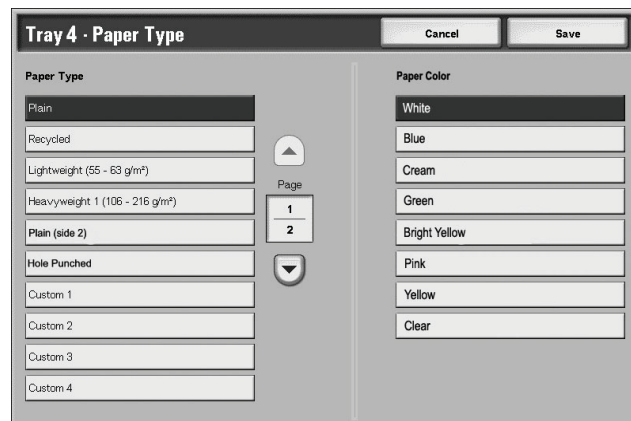 Tray 4 - Paper Type
Cancel
Save
Paper Type
Plain
Recycled
Lightweight (55 - 63 g/m²)
Heavyweight 1 (106 - 216 g/m²)
Plain (side 2)
Hole Punched
Custom 1
Custom 2
Custom 3
Custom 4
Page
1
2
Paper Color
White
Blue
Cream
Green
Bright Yellow
Pink
Yellow
Clear